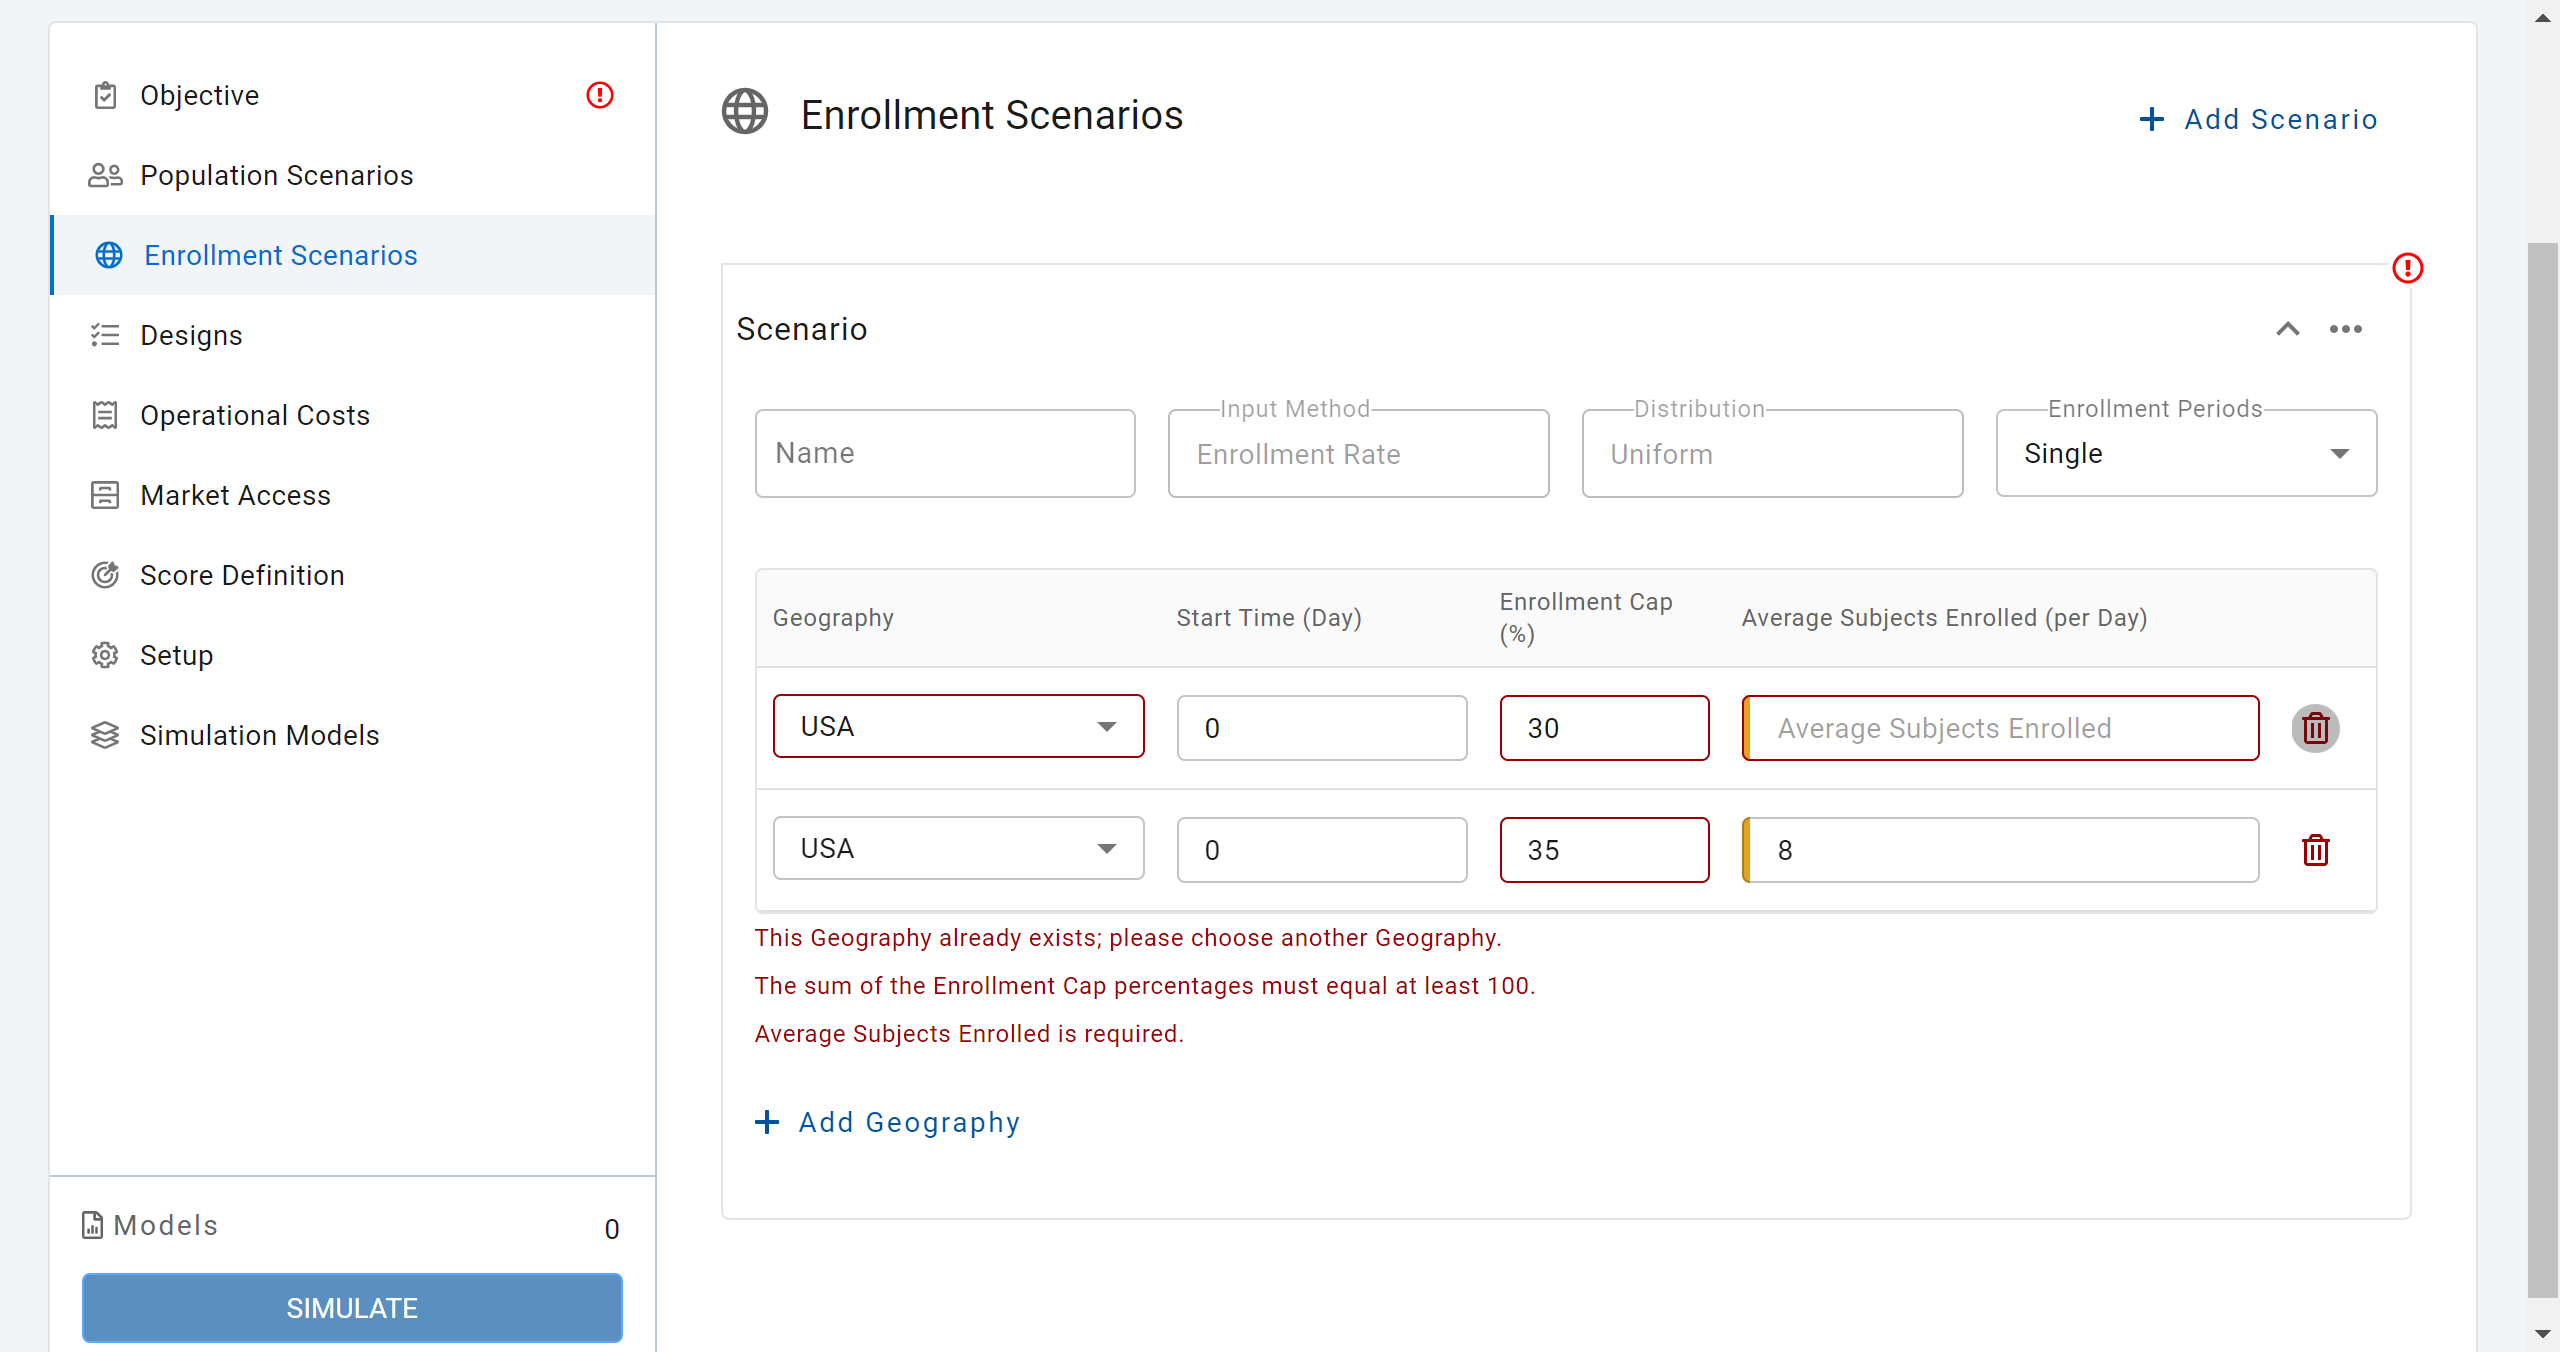 Objective
Population Scenarios
Enrollment Scenarios
Designs
Operational Costs
Market Access
Score Definition
Setup
Simulation Models
Models 0
SIMULATE
Enrollment Scenarios
Add Scenario
Scenario
Name
Input Method
Enrollment Rate
Distribution
Uniform
Enrollment Periods
Single
Geography
Start Time (Day)
Enrollment Cap
(%)
Average Subjects Enrolled (per Day)
USA 0 30 Average Subjects Enrolled
USA 0 35 8
This Geography already exists; please choose another Geography.
The sum of the Enrollment Cap percentages must equal at least 100.
Average Subjects Enrolled is required.
Add Geography